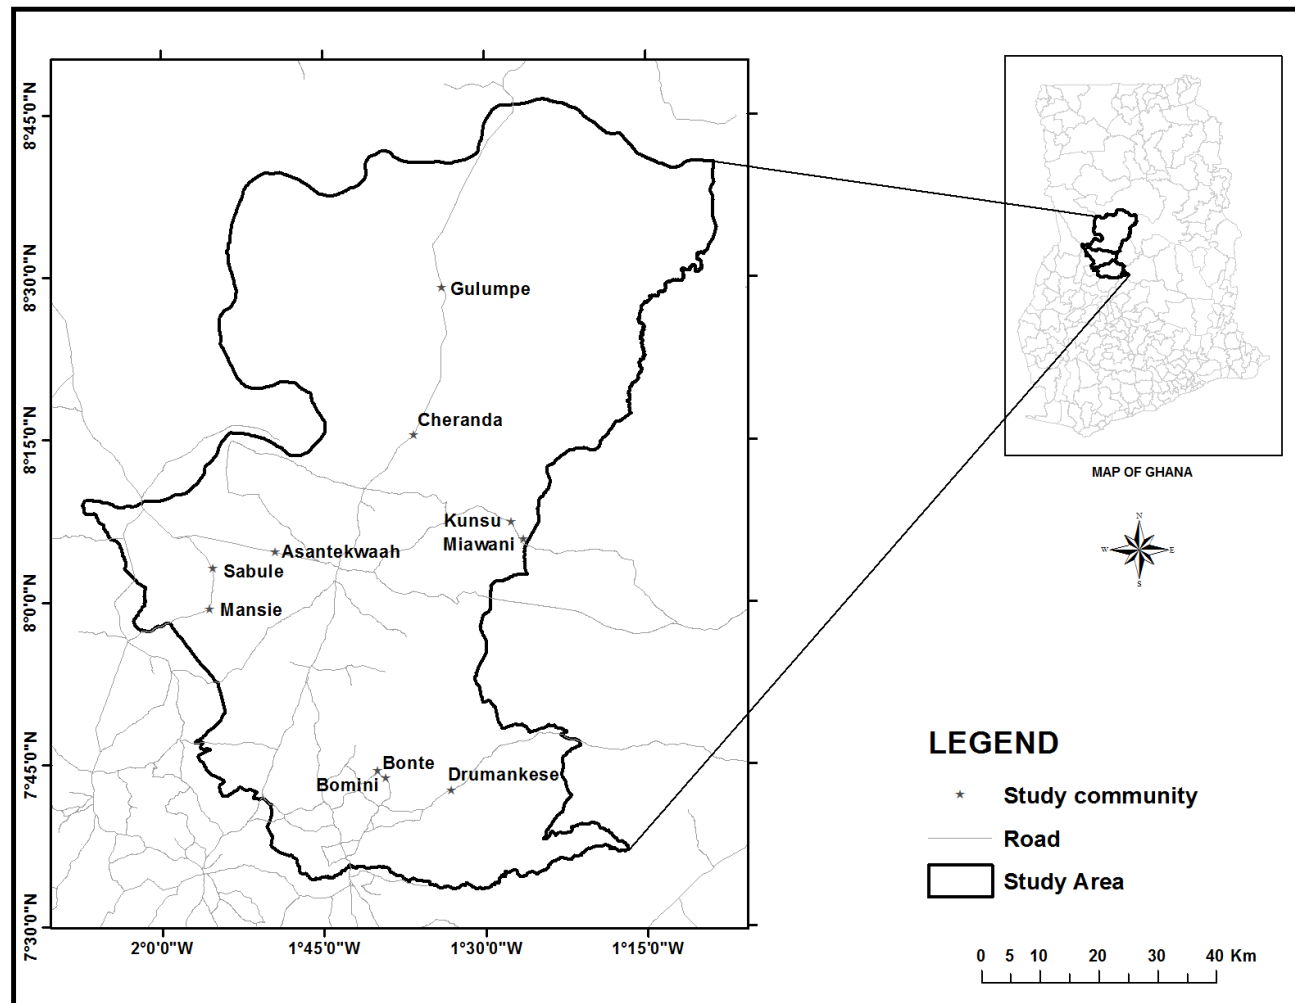 8°45'0"N
8°30'0"N
8°15'0"N
8°0'0"N
7°45'0"N
7°30'0"N
Gulumpe
Cheranda
Kunsu
Miawani
Asantekwaah
Sabule
Mansie
Bonte
Bomini
Drumankese
2°0'0"W
1°45'0"W
1°30'0"W
1°15'0"W
MAP OF GHANA
N
W E
S
LEGEND
Study community
Road
Study Area
0 5 10 20 30 40 Km